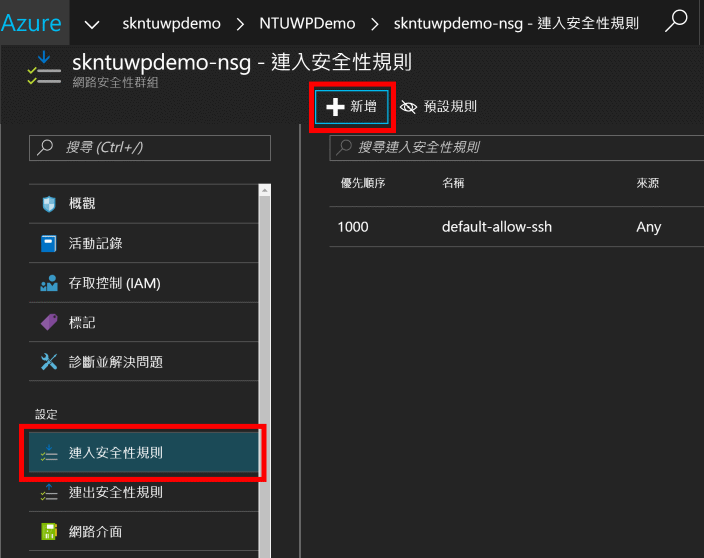 Azure skntuwpdemo NTUWPDemo skntuwpdemo-nsg - 連入安全性規則
skntuwpdemo-nsg - 連入安全性規則
網路安全性群組
新增 預設規則
搜尋 (Ctrl+/)
搜尋連入安全性規則
優先順序 名稱 來源
1000 default-allow-ssh Any
概觀
活動記錄
存取控制 (IAM)
標記
診斷並解決問題
設定
連入安全性規則
連出安全性規則
網路介面